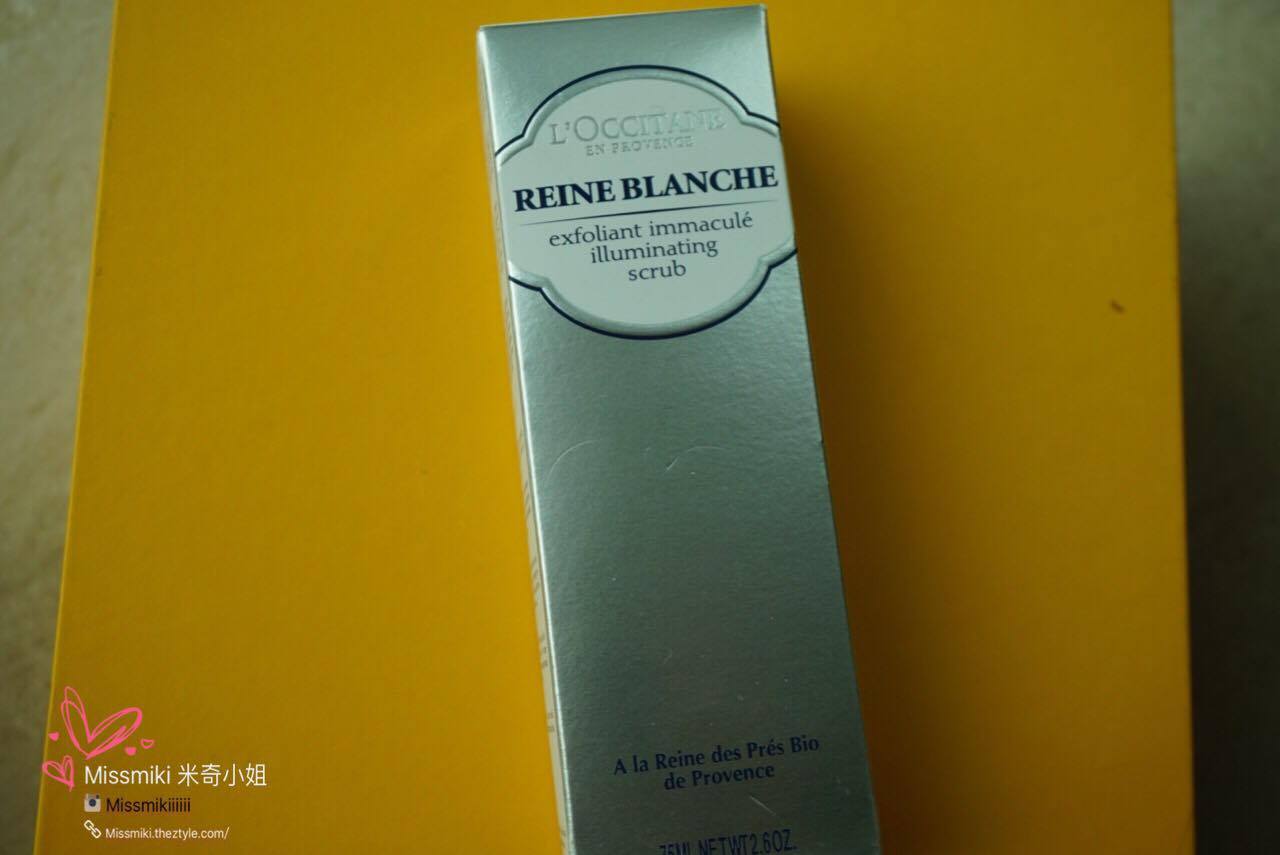 L'OCCITANE
EN PROVENCE
REINE BLANCHE
exfoliant immaculé
illuminating
scrub
A la Reine des Prés Bio
de Provence
75ML NETWT2.6OZ.
Missmiki 米奇小姐
Missmikiiiiii
Missmiki.theztyle.com/